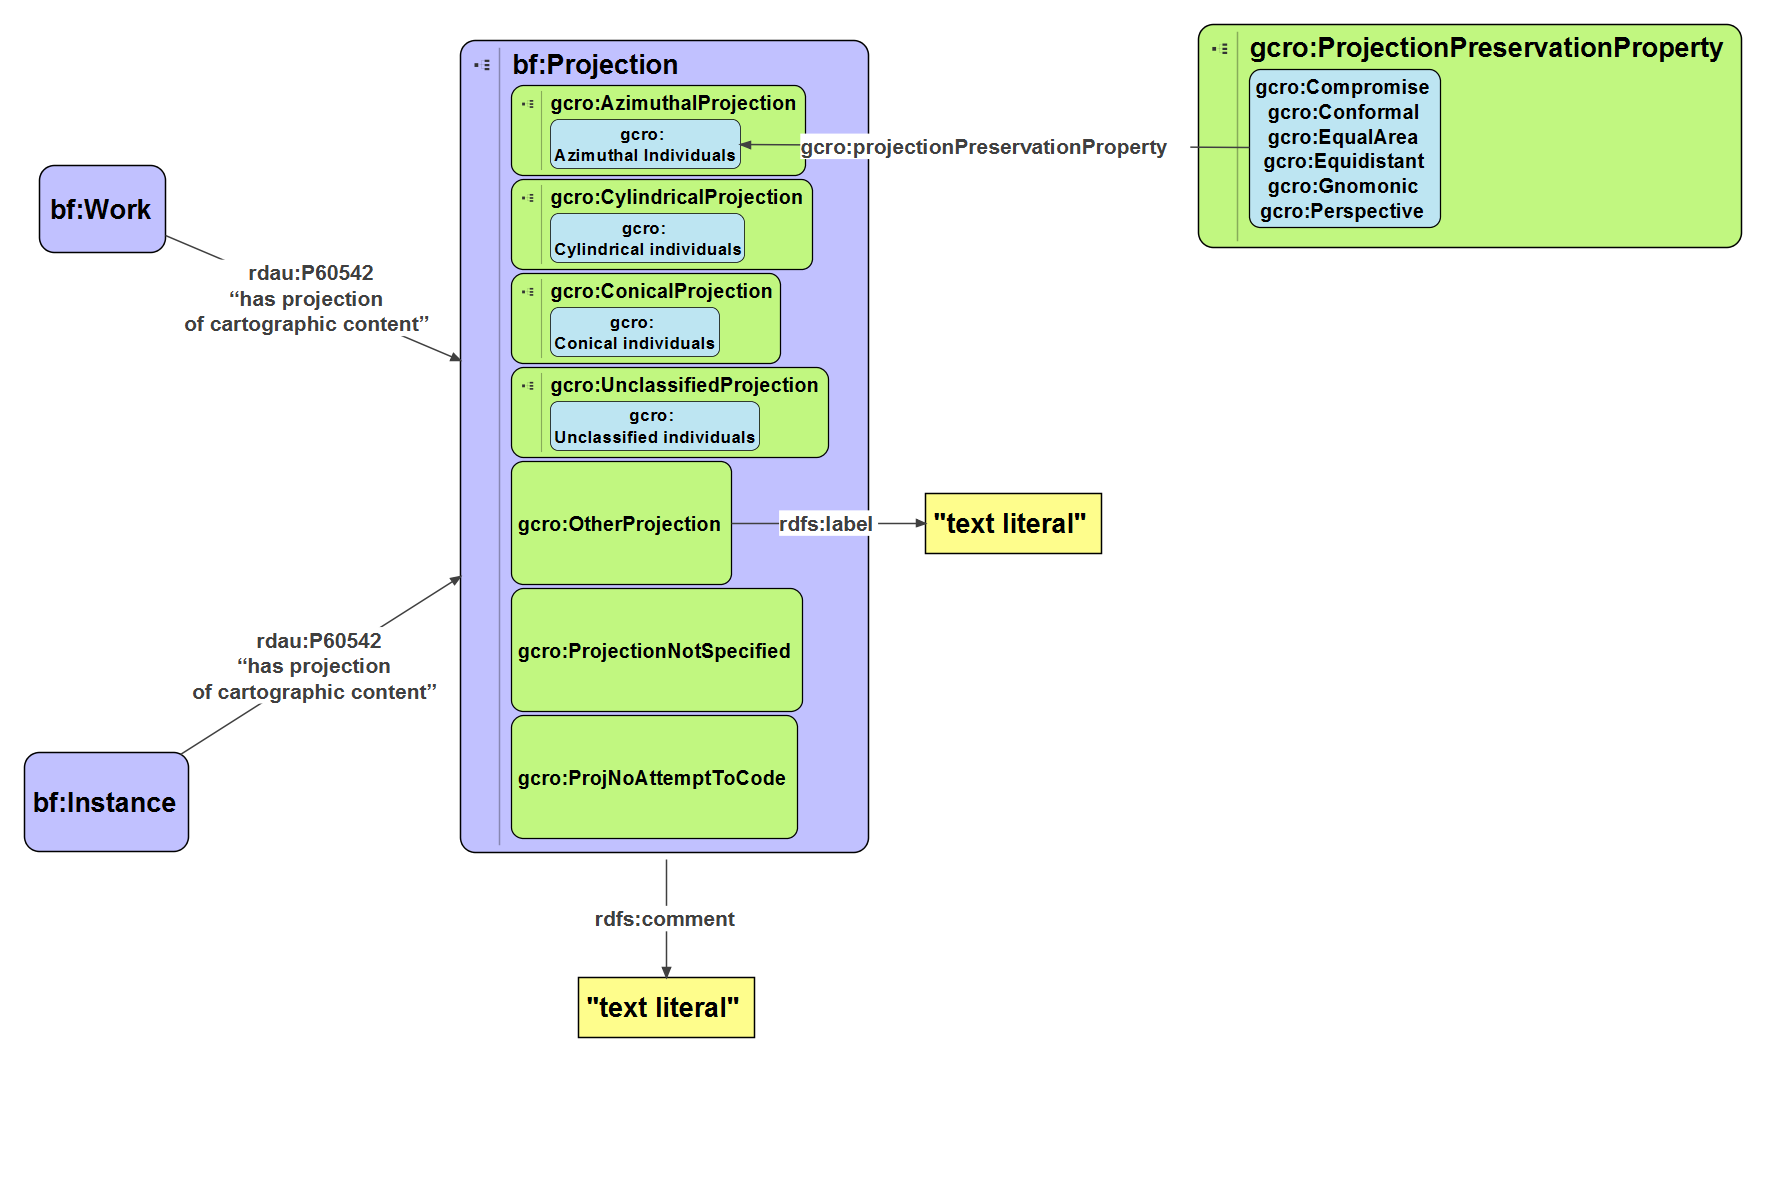 bf:Projection
gcro:AzimuthalProjection
gcro:
Azimuthal Individuals
gcro:CylindricalProjection
gcro:
Cylindrical individuals
gcro:ConicalProjection
gcro:
Conical individuals
gcro:UnclassifiedProjection
gcro:
Unclassified individuals
gcro:OtherProjection
gcro:ProjectionNotSpecified
gcro:ProjNoAttemptToCode
gcro:ProjectionPreservationProperty
gcro:Compromise
gcro:Conformal
gcro:EqualArea
gcro:Equidistant
gcro:Gnomonic
gcro:Perspective
gcro:projectionPreservationProperty
bf:Work
rdau:P60542
“has projection
of cartographic content”
rdfs:label
"text literal"
rdau:P60542
“has projection
of cartographic content”
bf:Instance
rdfs:comment
"text literal"